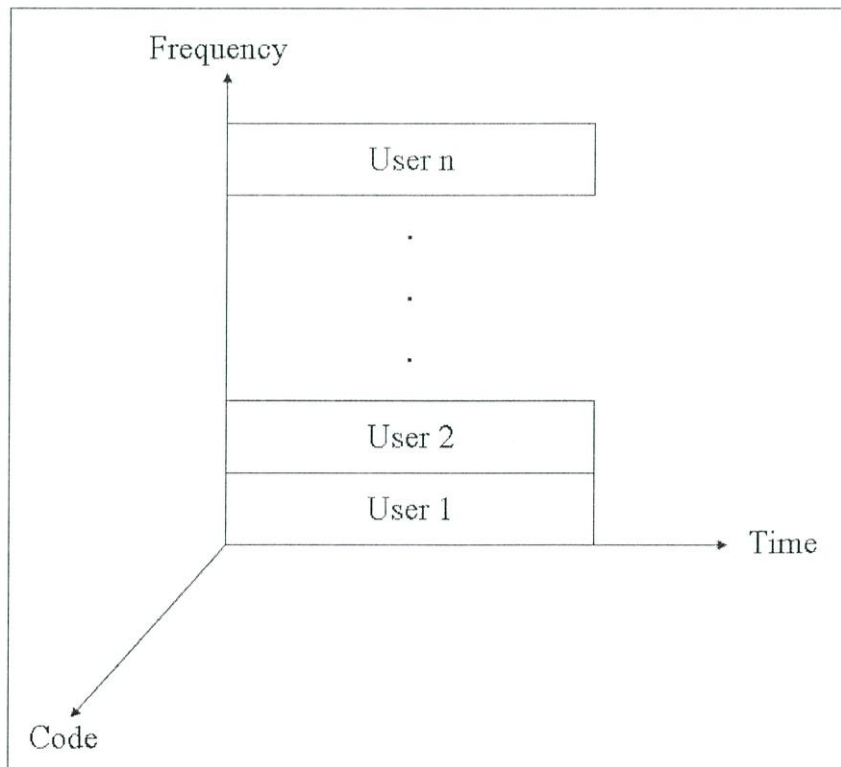 Frequency
User n
.
.
.
User 2
User 1
Time
Code